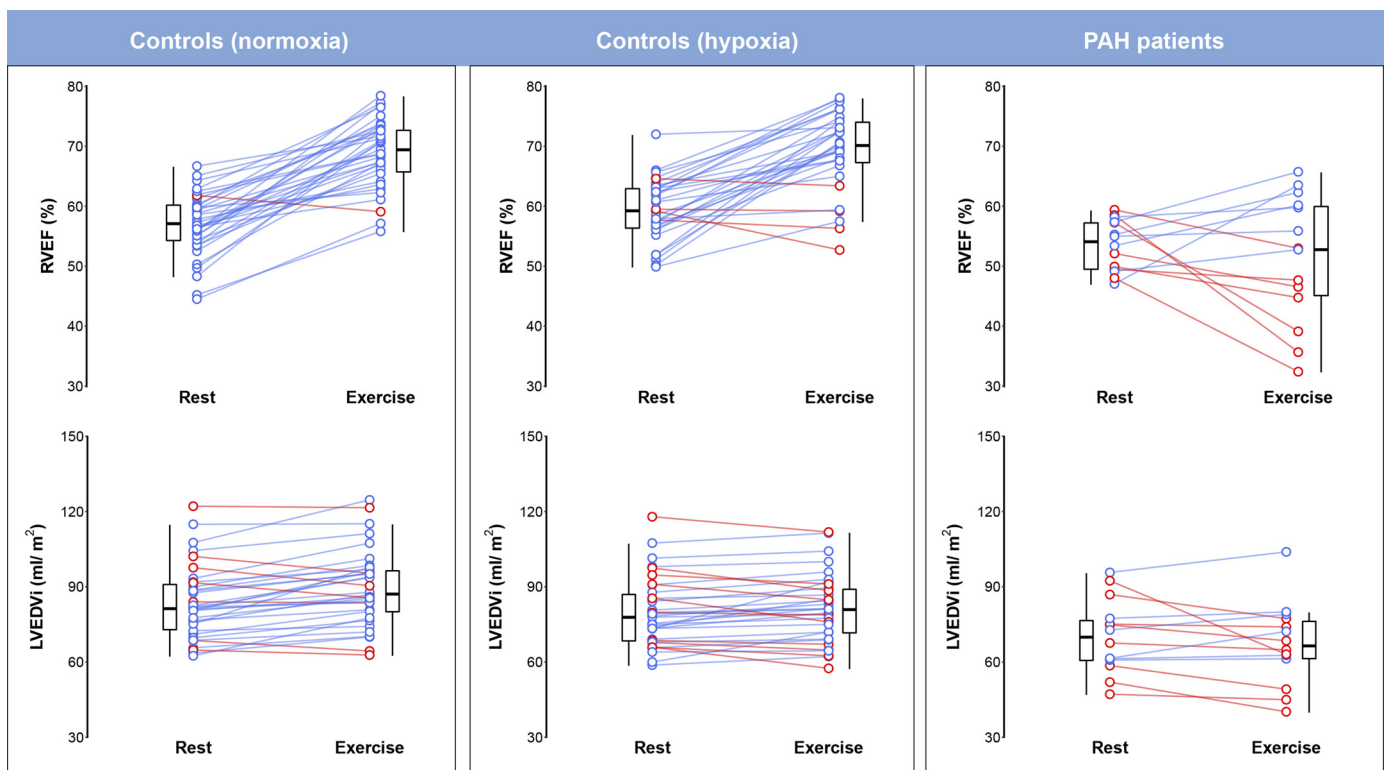 Controls (normoxia)
Controls (hypoxia)
PAH patients
RVEF (%)
80
70
60
50
40
30
Rest
Exercise
RVEF (%)
80
70
60
50
40
30
Rest
Exercise
RVEF (%)
80
70
60
50
40
30
Rest
Exercise
LVEDVi (ml/ m²)
150
120
90
60
30
Rest
Exercise
LVEDVi (ml/ m²)
150
120
90
60
30
Rest
Exercise
LVEDVi (ml/ m²)
150
120
90
60
30
Rest
Exercise